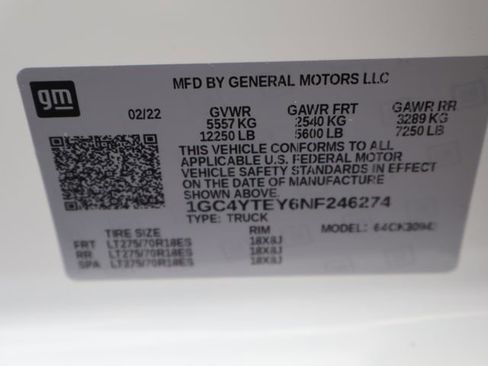 gm
MFD BY GENERAL MOTORS LLC
02/22 GVWR GAWR FRT GAWR RR
5557 KG 2540 KG 3289 KG
12250 LB 5600 LB 7250 LB
THIS VEHICLE CONFORMS TO ALL
APPLICABLE U.S. FEDERAL MOTOR
VEHICLE SAFETY STANDARDS IN EFFECT
ON THE DATE OF MANUFACTURE
SHOWN ABOVE.
1GC4YTEY6NF246274
TYPE: TRUCK
TIRE SIZE RIM MODEL:
FRT LT275/70R18ES 18X8J
RR LT275/70R18ES 18X8J
SPA LT275/70R18ES 18X8J